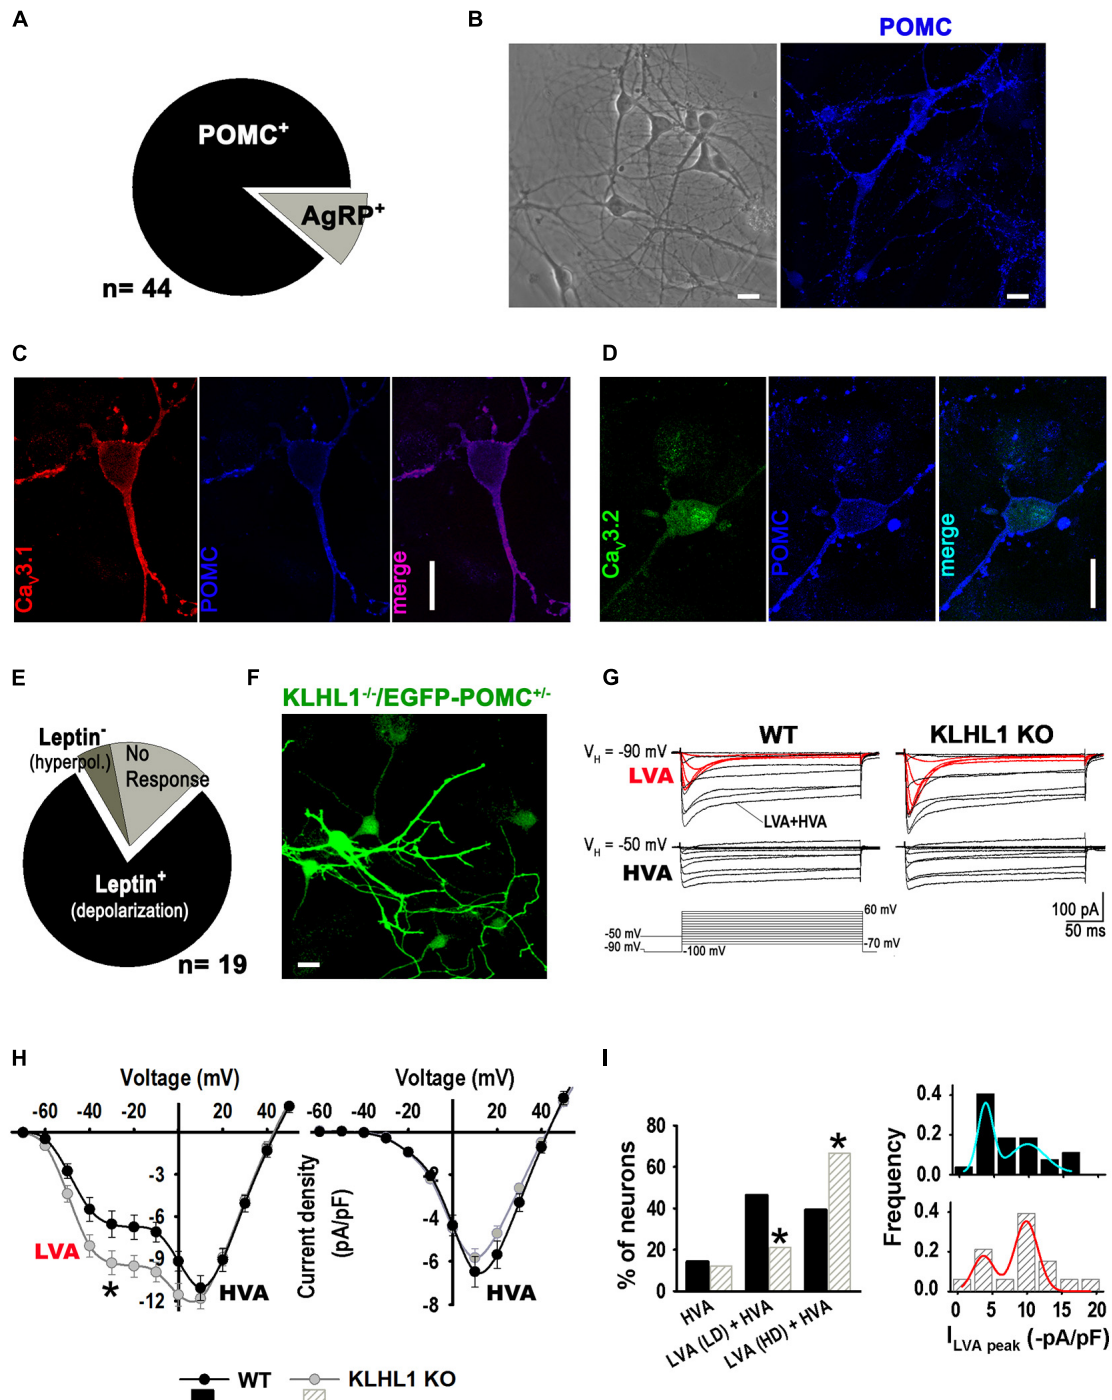 A
POMC+
AgRP+
n= 44
B
POMC
C
CaV3.1
POMC
merge
D
CaV3.2
POMC
merge
E
Leptin-
(hyperpol.)
No
Response
Leptin+
(depolarization)
n= 19
F
KLHL1-/-/EGFP-POMC+/-
G
WT
KLHL1 KO
VH = -90 mV
LVA
LVA+HVA
VH = -50 mV
HVA
-50 mV
-90 mV
-100 mV
60 mV
-70 mV
100 pA
50 ms
H
Voltage (mV)
-60 -40 -20 20 40
-3
-6
-9
-12
LVA
*
HVA
Voltage (mV)
-60 -40 -20 0 20 40
Current density
(pA/pF)
-2
-4
-6
-8
HVA
WT
KLHL1 KO
I
% of neurons
80
60
40
20
0
*
*
HVA
LVA (LD) + HVA
LVA (HD) + HVA
Frequency
0.4
0.2
0.0
0.4
0.2
0.0
0 5 10 15 20
ILVA peak (-pA/pF)